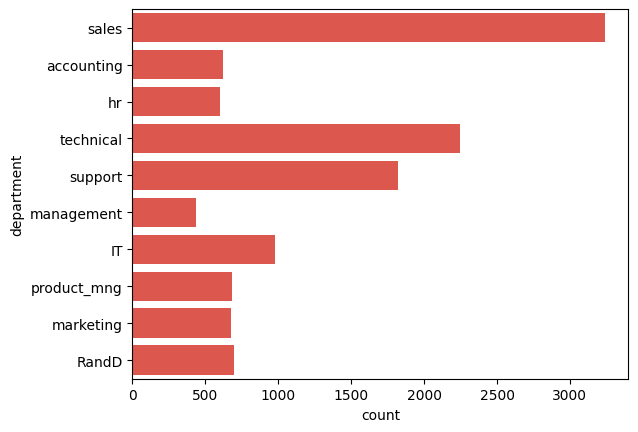 sales
accounting
hr
technical
support
management
IT
product_mng
marketing
RandD
department
0 500 1000 1500 2000 2500 3000
count